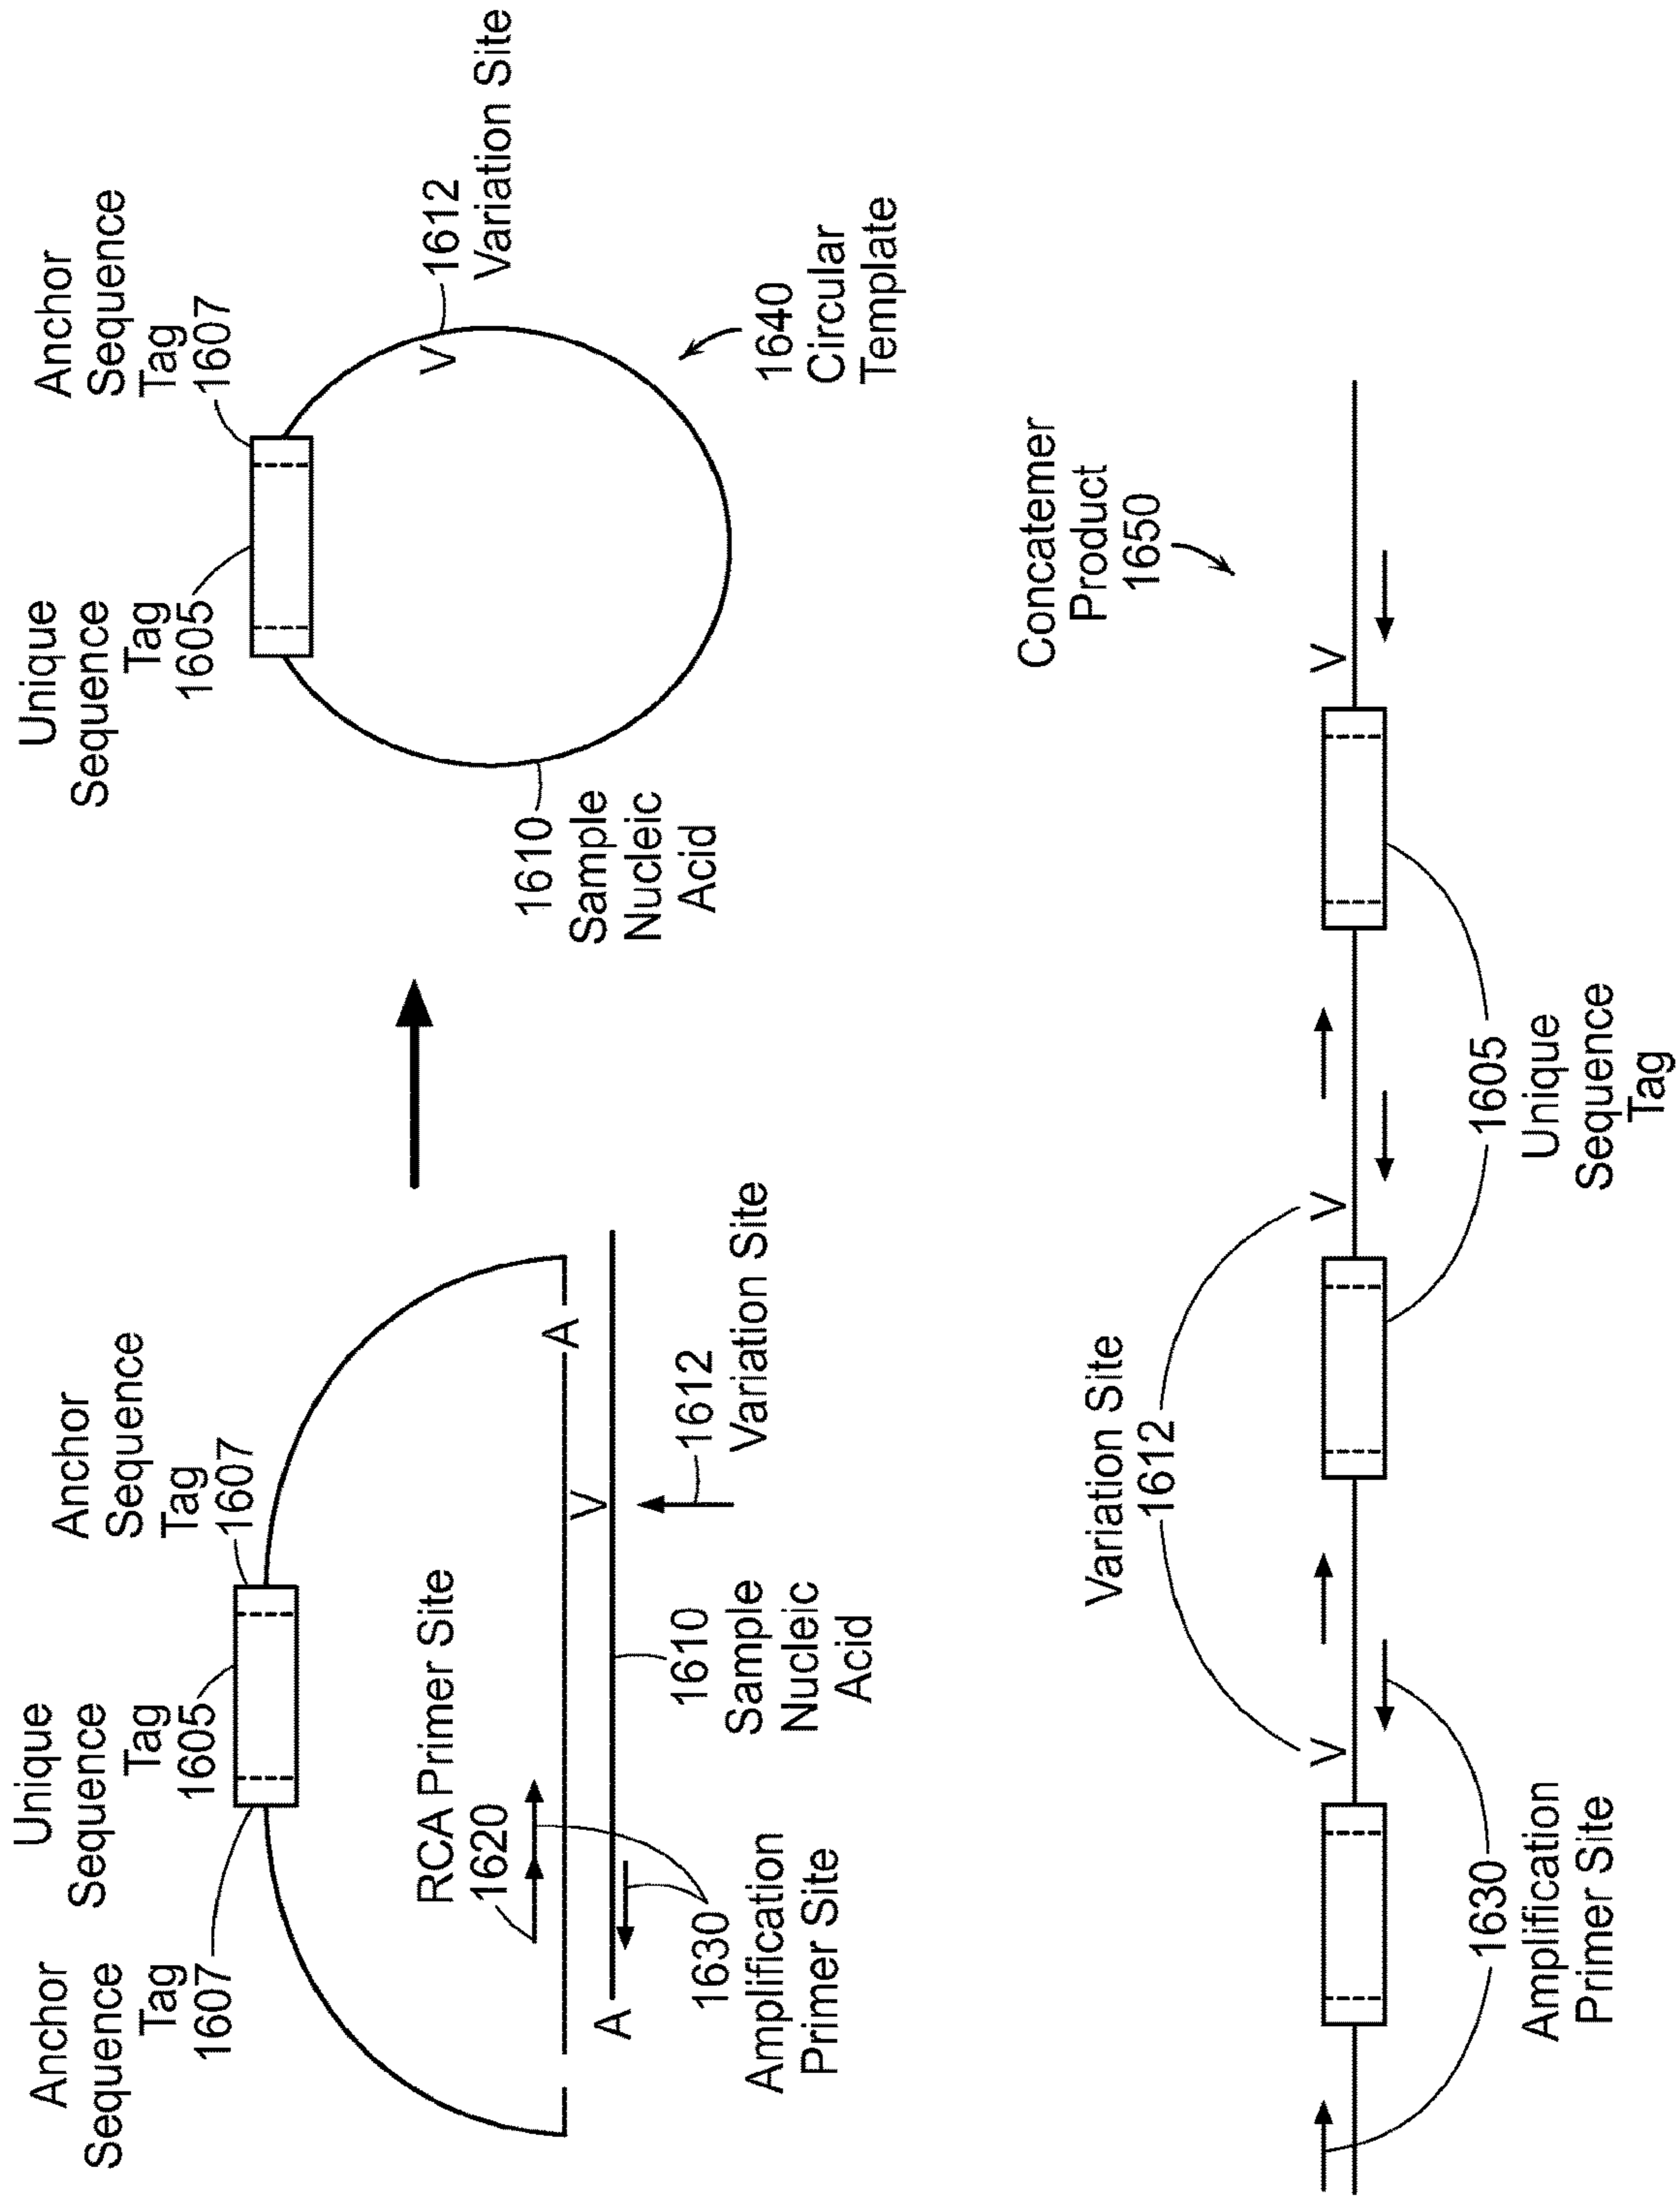 Anchor
Sequence
Tag
1607
Unique
Sequence
Tag
1605
Anchor
Sequence
Tag
1607
RCA Primer Site
1620
A
V
A
1630
Amplification
Primer Site
1610
Sample
Nucleic
Acid
1612
Variation Site
Unique
Sequence
Tag
1605
Anchor
Sequence
Tag
1607
V
1612
Variation Site
1610
Sample
Nucleic
Acid
1640
Circular
Template
Concatemer
Product
1650
Variation Site
1612
V
V
V
1630
Amplification
Primer Site
1605
Unique
Sequence
Tag